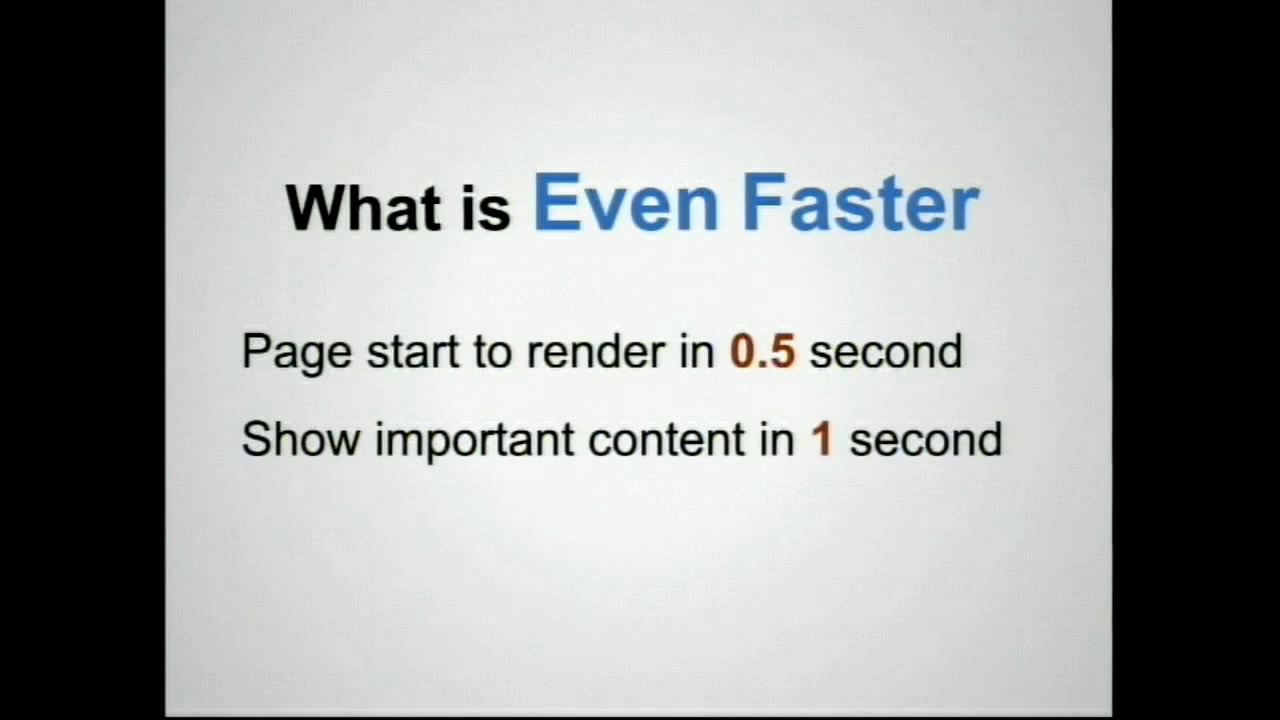 What is Even Faster
Page start to render in 0.5 second
Show important content in 1 second